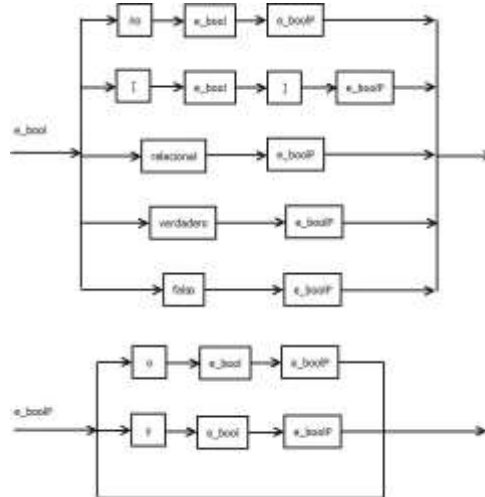 no e_bool e_boolP
[ e_bool ] e_boolP
e_bool
relacional e_boolP
verdadero e_boolP
falso e_boolP
o e_bool e_boolP
e_boolP
y e_bool e_boolP